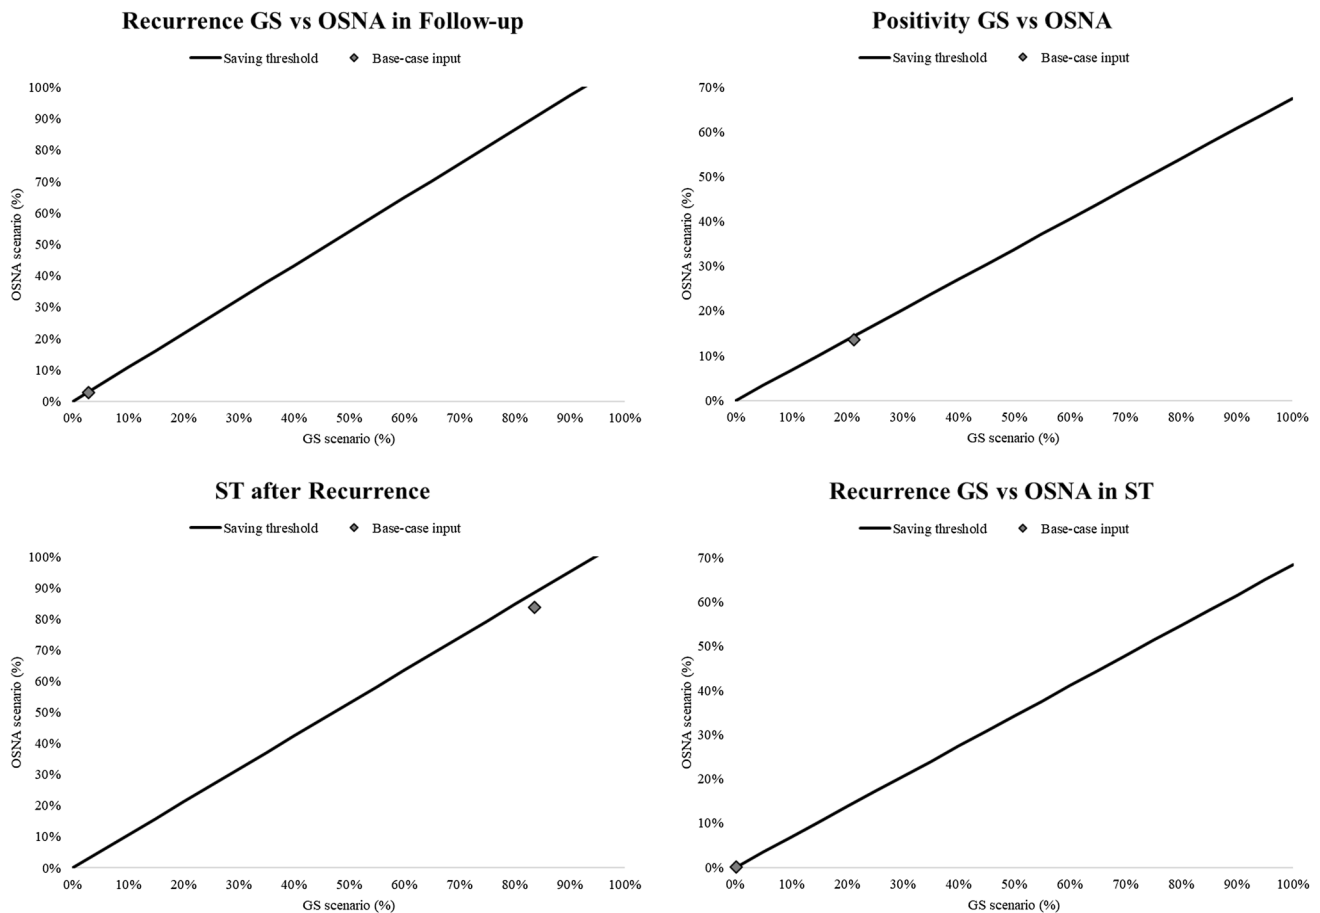 Recurrence GS vs OSNA in Follow-up
Saving threshold
Base-case input
100%
90%
80%
70%
60%
50%
40%
30%
20%
10%
0%
OSNA scenario (%)
0% 10% 20% 30% 40% 50% 60% 70% 80% 90% 100%
GS scenario (%)
Positivity GS vs OSNA
Saving threshold
Base-case input
70%
60%
50%
40%
30%
20%
10%
0%
OSNA scenario (%)
0% 10% 20% 30% 40% 50% 60% 70% 80% 90% 100%
GS scenario (%)
ST after Recurrence
Saving threshold
Base-case input
100%
90%
80%
70%
60%
50%
40%
30%
20%
10%
0%
OSNA scenario (%)
0% 10% 20% 30% 40% 50% 60% 70% 80% 90% 100%
GS scenario (%)
Recurrence GS vs OSNA in ST
Saving threshold
Base-case input
70%
60%
50%
40%
30%
20%
10%
0%
OSNA scenario (%)
0% 10% 20% 30% 40% 50% 60% 70% 80% 90% 100%
GS scenario (%)